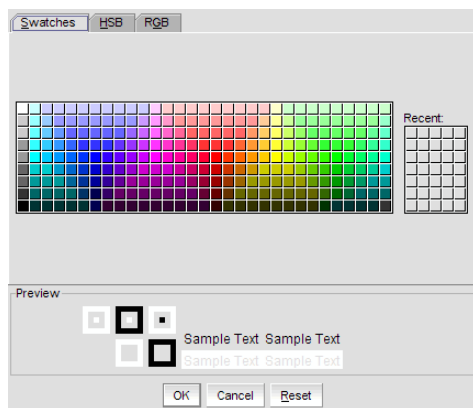 Swatches HSB RGB
Recent:
Preview
Sample Text Sample Text
Sample Text Sample Text
OK Cancel Reset